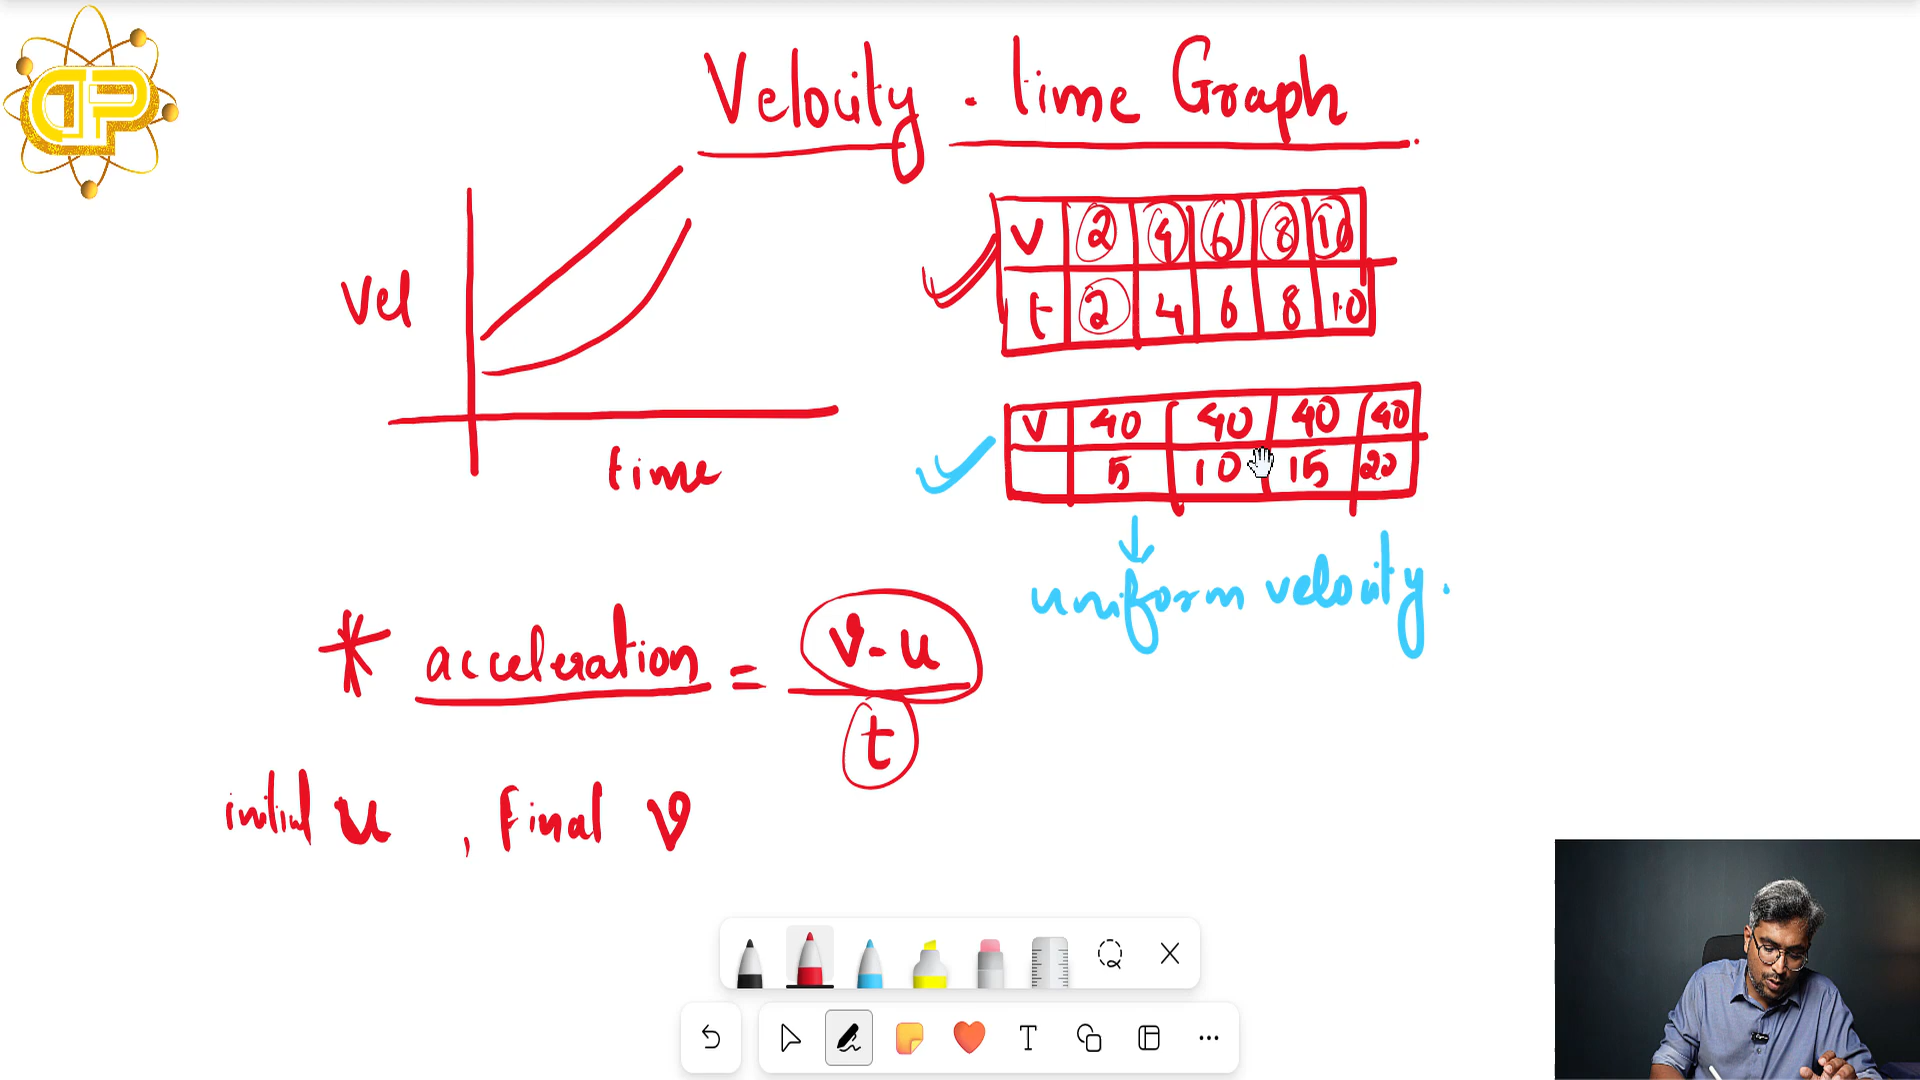 DP
Velocity - time Graph
V 2 4 6 8 10
t 2 4 6 8 10
Vel
time
V 40 40 40 40
5 10 15 20
uniform velocity.
* acceleration = v-u
t
initial u, Final v
T